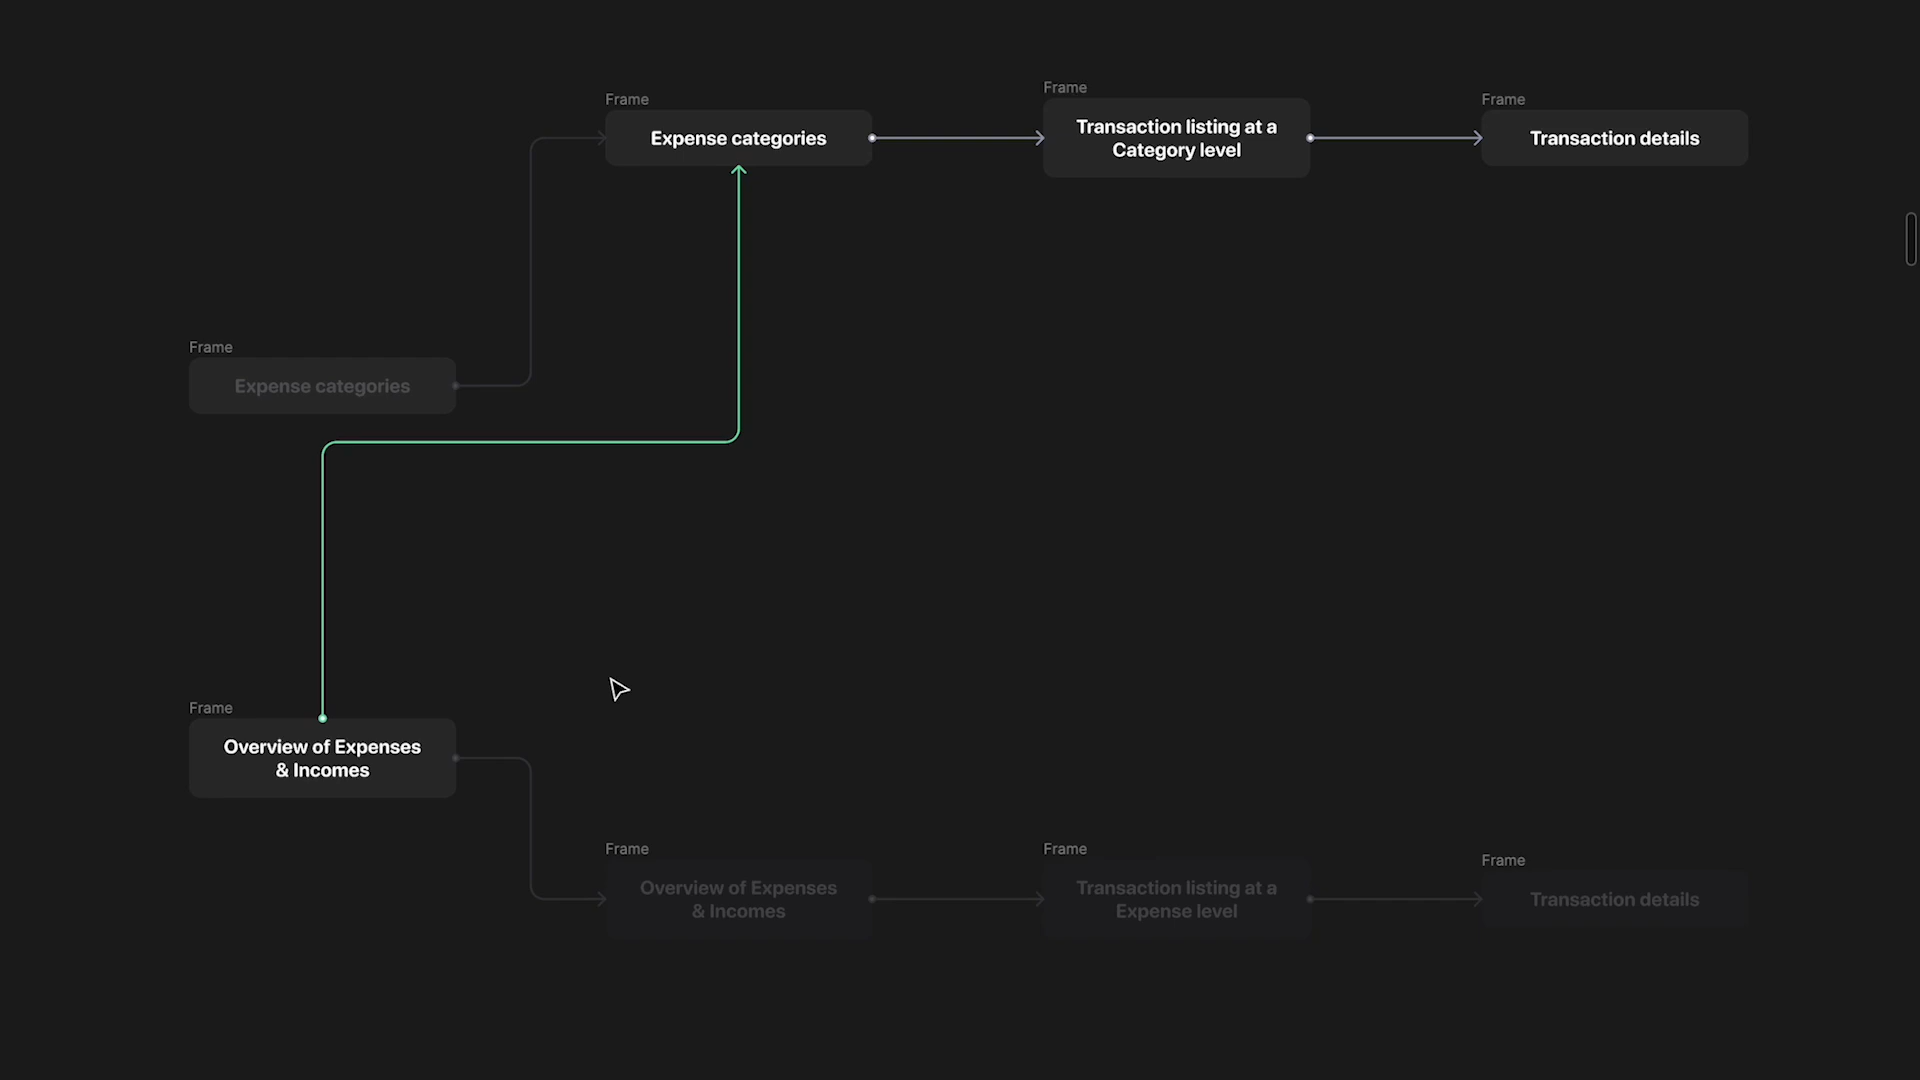 Frame
Expense categories
Frame
Transaction listing at a
Category level
Frame
Transaction details
Frame
Expense categories
Frame
Overview of Expenses
& Incomes
Frame
Overview of Expenses
& Incomes
Frame
Transaction listing at a
Expense level
Frame
Transaction details